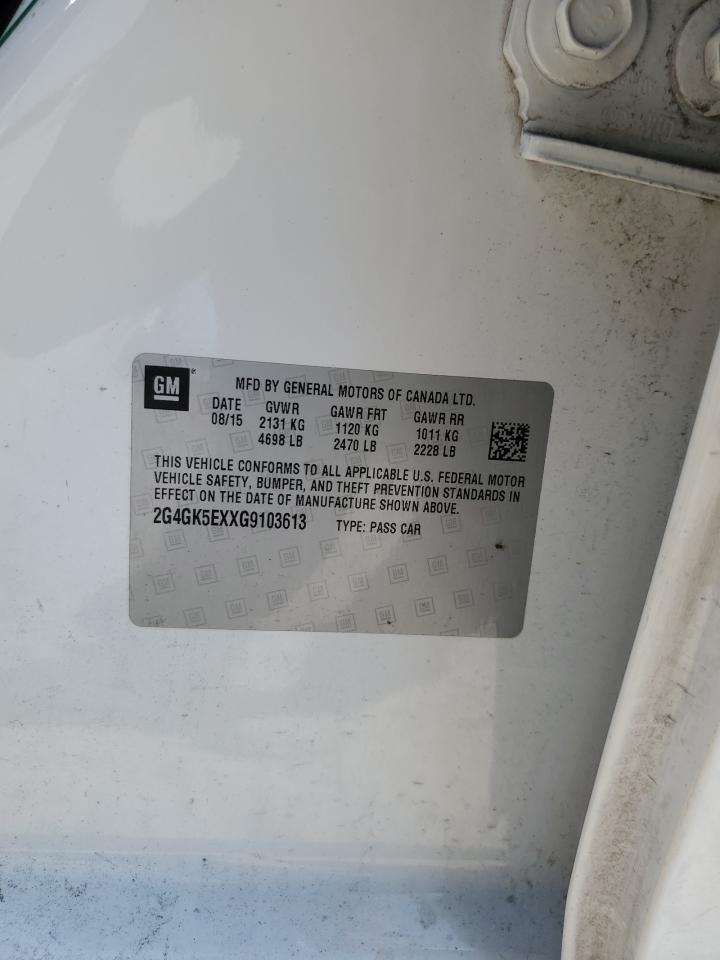 GM
MFD BY GENERAL MOTORS OF CANADA LTD.
DATE GVWR GAWR FRT GAWR RR
08/15 2131 KG 1120 KG 1011 KG
4698 LB 2470 LB 2228 LB
THIS VEHICLE CONFORMS TO ALL APPLICABLE U.S. FEDERAL MOTOR
VEHICLE SAFETY, BUMPER, AND THEFT PREVENTION STANDARDS IN
EFFECT ON THE DATE OF MANUFACTURE SHOWN ABOVE.
2G4GK5EXXG9103613 TYPE: PASS CAR